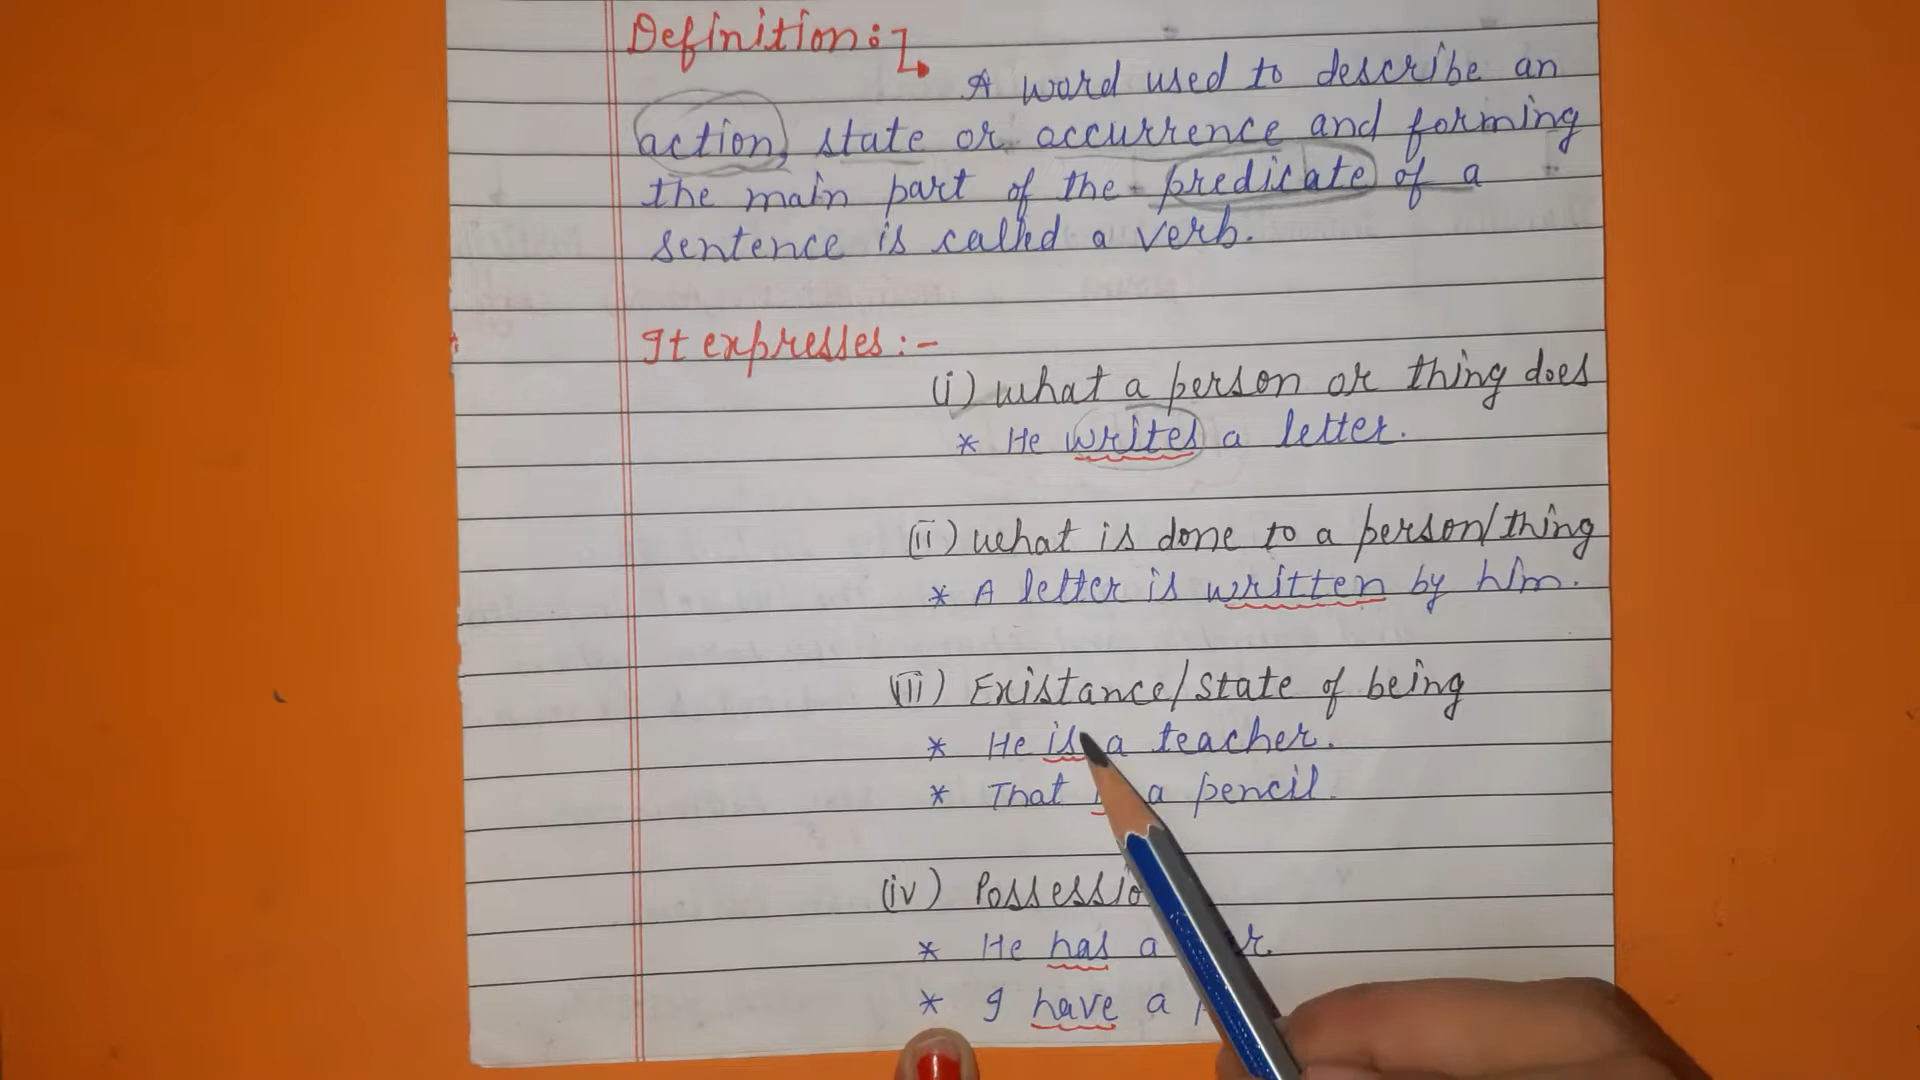 Definition:
A word used to describe an
action, state or occurrence and forming
the main part of the predicate of a
sentence is called a verb.
It expresses :-
(i) what a person or thing does
* He writes a letter.
(ii) what is done to a person/thing
* A letter is written by him.
(iii) Existance/State of being
* He is a teacher.
* That a pencil.
(iv)
* He has a
* I have a